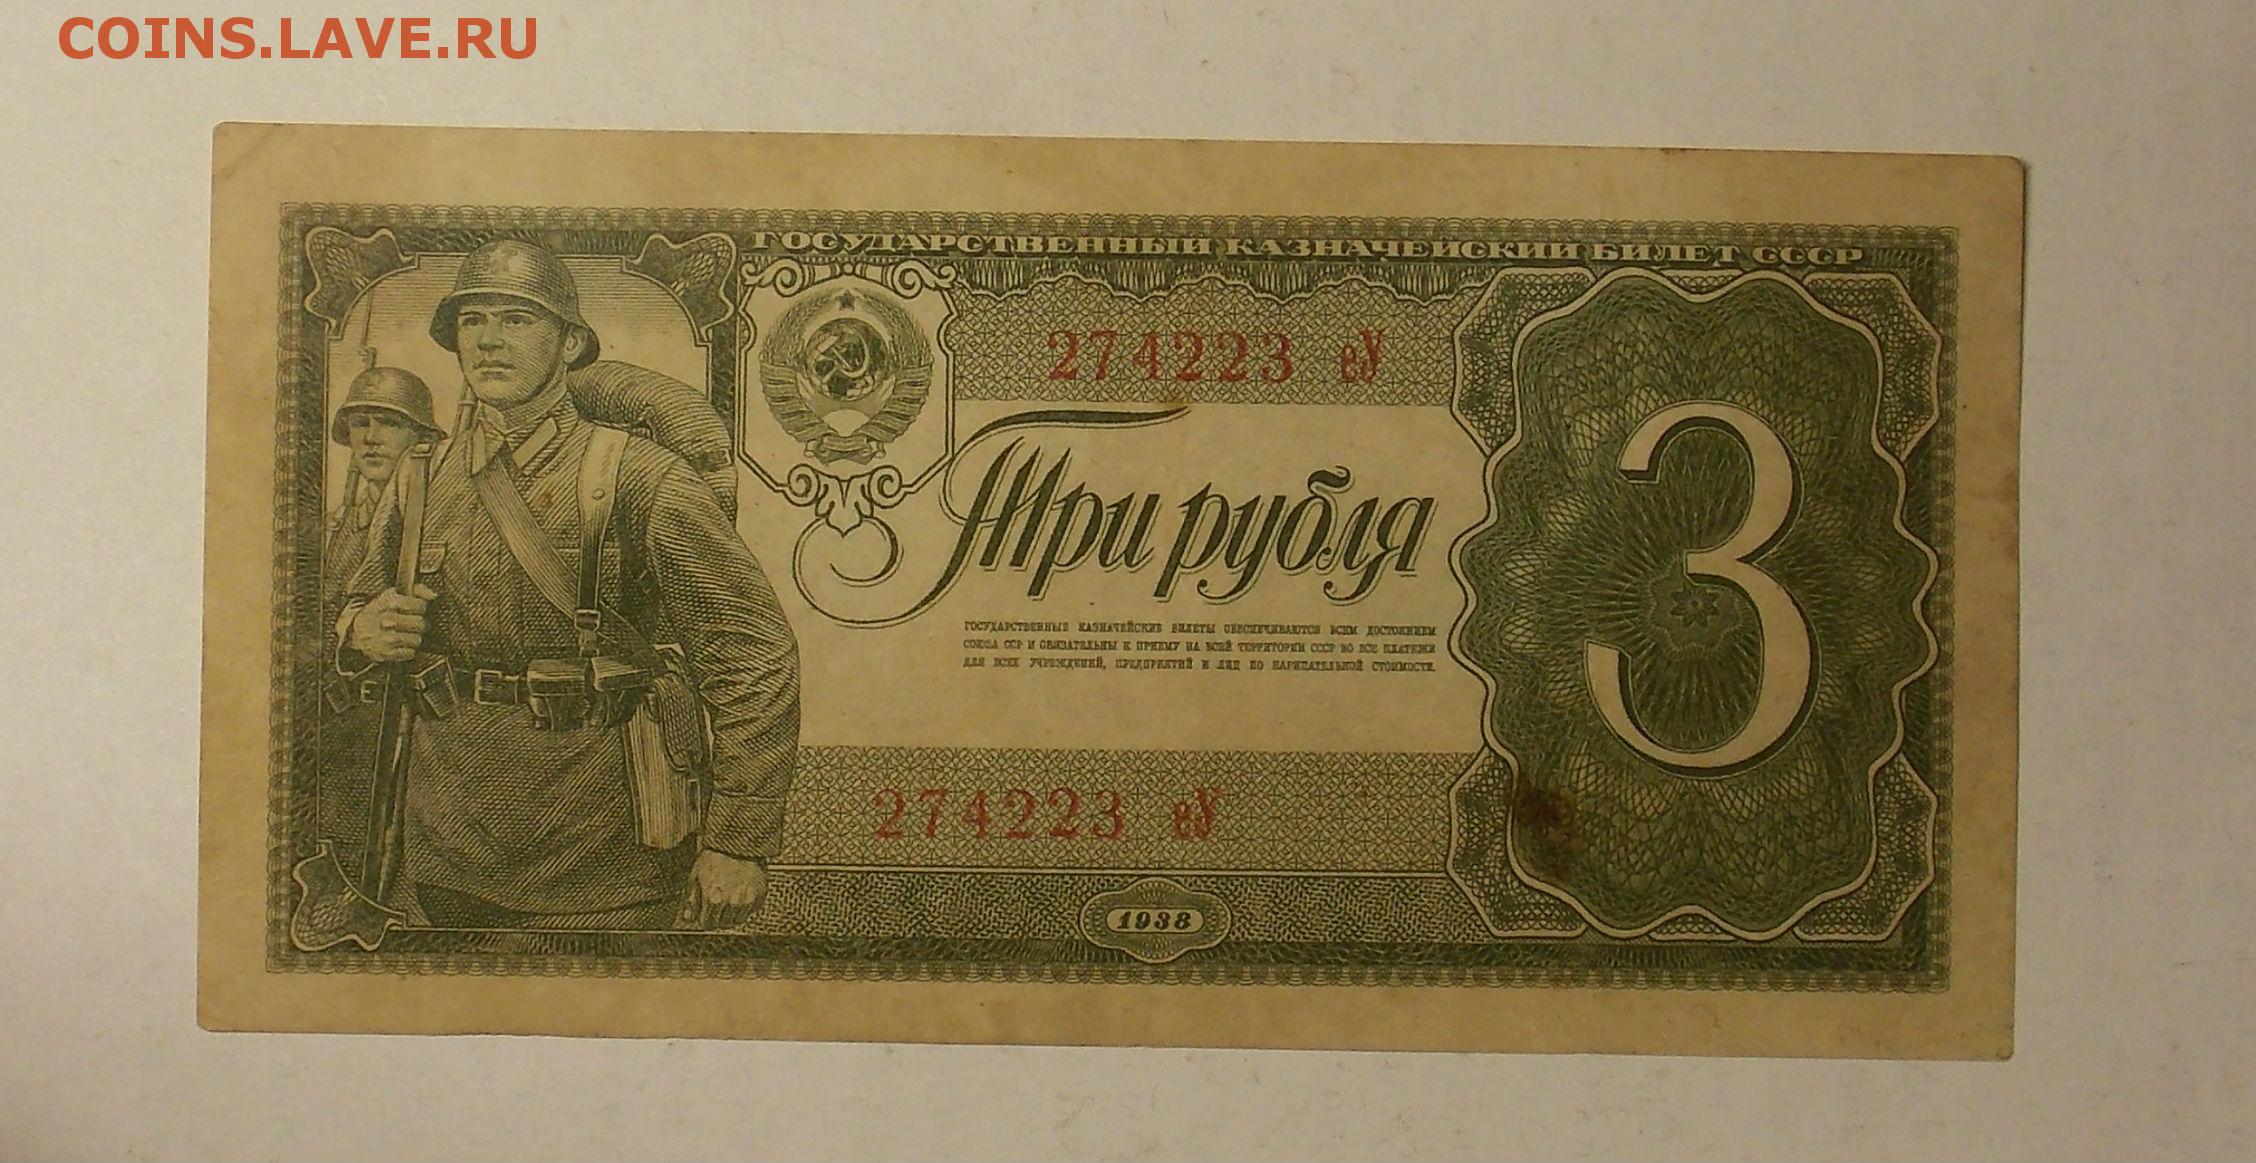 COINS.LAVE.RU
ГОСУДАРСТВЕННЫЙ КАЗНАЧЕЙСКИЙ БИЛЕТ СССР
274223 еУ
Три рубля
3
ГОСУДАРСТВЕННЫЕ КАЗНАЧЕЙСКИЕ БИЛЕТЫ ОБЕСПЕЧИВАЮТСЯ ВСЕМ ДОСТОЯНИЕМ
СОЮЗА ССР И ОБЯЗАТЕЛЬНЫ К ПРИЕМУ НА ВСЕЙ ТЕРРИТОРИИ СССР ВО ВСЕ ПЛАТЕЖИ
ДЛЯ ВСЕХ УЧРЕЖДЕНИЙ, ПРЕДПРИЯТИЙ И ЛИЦ ПО НАРИЦАТЕЛЬНОЙ СТОИМОСТИ.
274223 еУ
1938